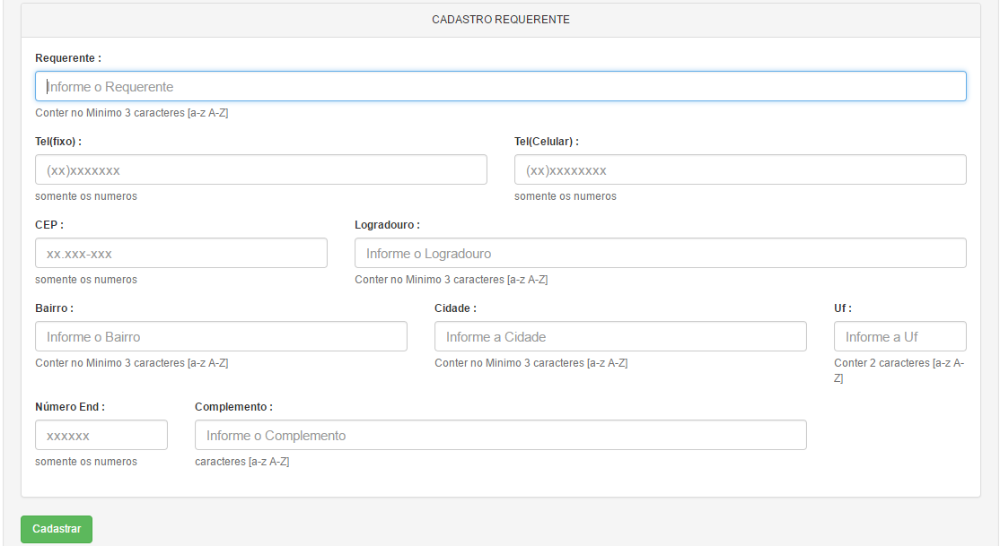 CADASTRO REQUERENTE
Requerente :
Informe o Requerente
Conter no Minimo 3 caracteres [a-z A-Z]
Tel(fixo) : Tel(Celular) :
(xx)xxxxxxx (xx)xxxxxxxx
somente os numeros somente os numeros
CEP : Logradouro :
xx.xxx-xxx Informe o Logradouro
somente os numeros Conter no Minimo 3 caracteres [a-z A-Z]
Bairro : Cidade : Uf :
Informe o Bairro Informe a Cidade Informe a Uf
Conter no Minimo 3 caracteres [a-z A-Z] Conter no Minimo 3 caracteres [a-z A-Z] Conter 2 caracteres [a-z A-
Z]
Número End : Complemento :
xxxxxx Informe o Complemento
somente os numeros caracteres [a-z A-Z]
Cadastrar